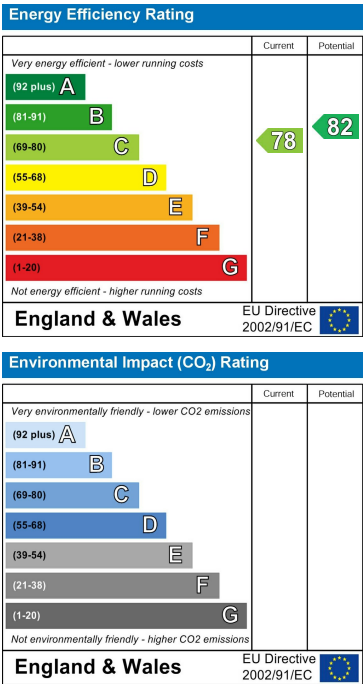 Energy Efficiency Rating
Current Potential
Very energy efficient - lower running costs
(92 plus) A
(81-91) B
(69-80) C
(55-68) D
(39-54) E
(21-38) F
(1-20) G
78
82
Not energy efficient - higher running costs
England & Wales
EU Directive
2002/91/EC
Environmental Impact (CO₂) Rating
Current Potential
Very environmentally friendly - lower CO2 emissions
(92 plus) A
(81-91) B
(69-80) C
(55-68) D
(39-54) E
(21-38) F
(1-20) G
Not environmentally friendly - higher CO2 emissions
England & Wales
EU Directive
2002/91/EC